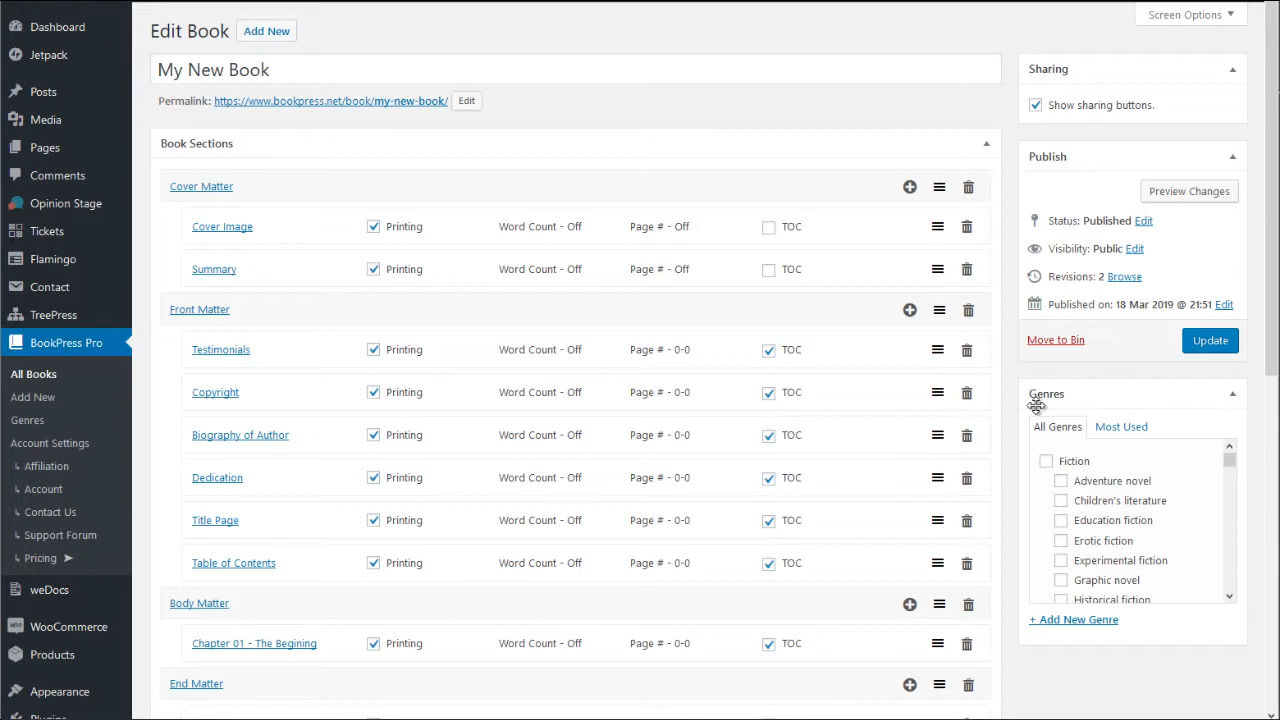 Dashboard
Jetpack
Posts
Media
Pages
Comments
Opinion Stage
Tickets
Flamingo
Contact
TreePress
BookPress Pro
All Books
Add New
Genres
Account Settings
↳ Affiliation
↳ Account
↳ Contact Us
↳ Support Forum
↳ Pricing ➤
weDocs
WooCommerce
Products
Appearance
Plugins
Screen Options ▼
Edit Book Add New
My New Book
Permalink: https://www.bookpress.net/book/my-new-book/ Edit
Book Sections
Cover Matter
Cover Image Printing Word Count - Off Page # - Off TOC
Summary Printing Word Count - Off Page # - Off TOC
Front Matter
Testimonials Printing Word Count - Off Page # - 0-0 TOC
Copyright Printing Word Count - Off Page # - 0-0 TOC
Biography of Author Printing Word Count - Off Page # - 0-0 TOC
Dedication Printing Word Count - Off Page # - 0-0 TOC
Title Page Printing Word Count - Off Page # - 0-0 TOC
Table of Contents Printing Word Count - Off Page # - 0-0 TOC
Body Matter
Chapter 01 - The Begining Printing Word Count - Off Page # - 0-0 TOC
End Matter
Sharing
Show sharing buttons.
Publish
Preview Changes
Status: Published Edit
Visibility: Public Edit
Revisions: 2 Browse
Published on: 18 Mar 2019 @ 21:51 Edit
Move to Bin Update
Genres
All Genres Most Used
Fiction
Adventure novel
Children's literature
Education fiction
Erotic fiction
Experimental fiction
Graphic novel
Historical fiction
+ Add New Genre